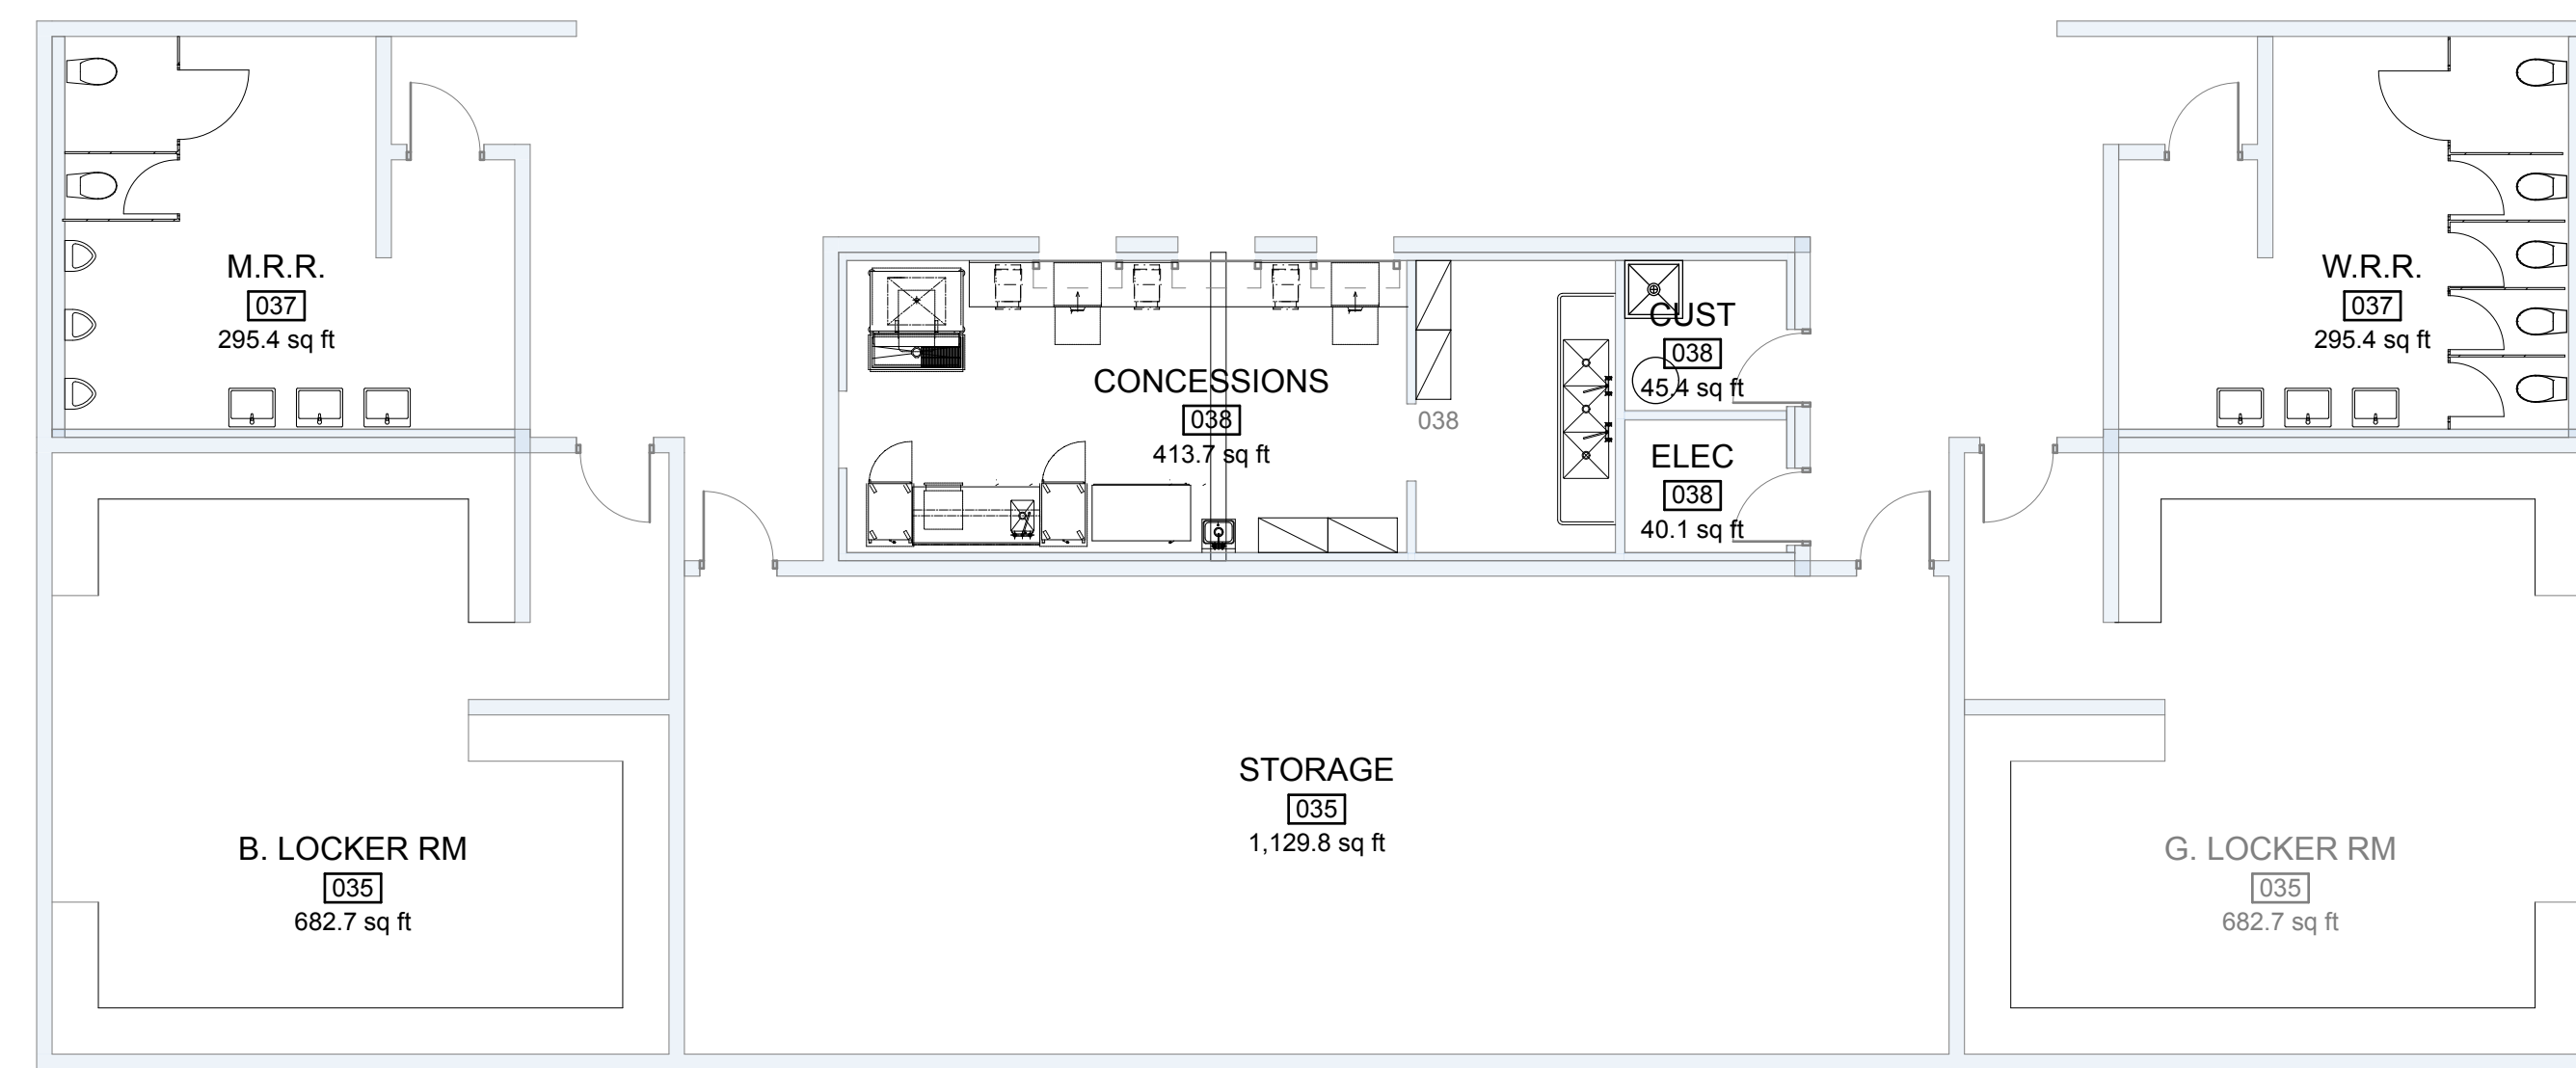 M.R.R.
037
295.4 sq ft
W.R.R.
037
295.4 sq ft
CONCESSIONS
038
413.7 sq ft
038
CUST
038
45.4 sq ft
ELEC
038
40.1 sq ft
STORAGE
035
1,129.8 sq ft
B. LOCKER RM
035
682.7 sq ft
G. LOCKER RM
035
682.7 sq ft